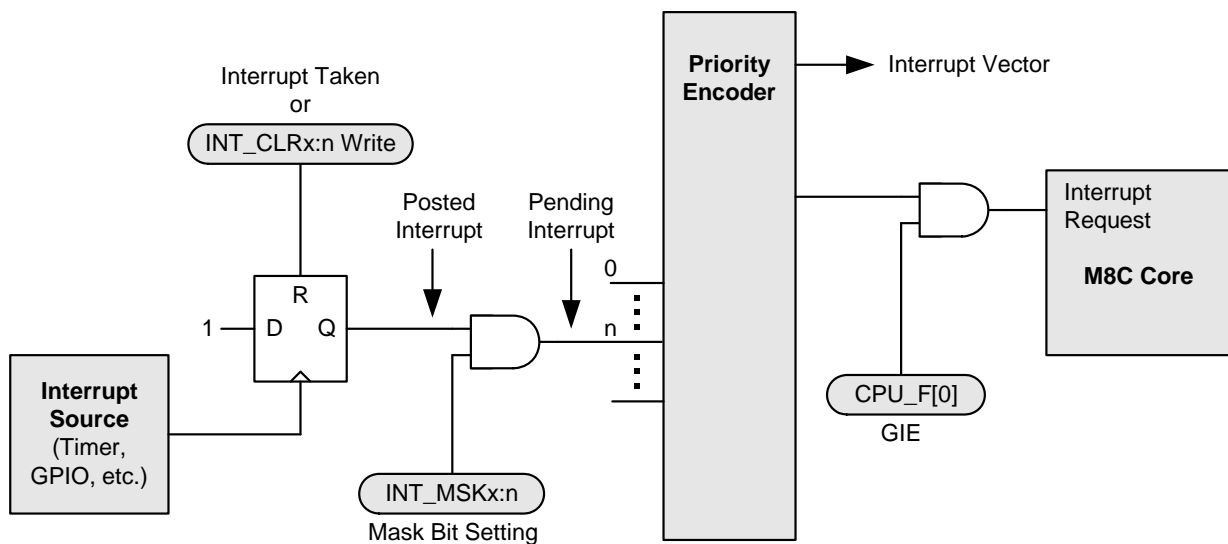 Interrupt Taken
or
INT_CLRx:n Write
Priority
Encoder
Interrupt Vector
Posted
Interrupt
Pending
Interrupt
Interrupt
Request
M8C Core
R
1
D
Q
0
n
Interrupt
Source
(Timer,
GPIO, etc.)
CPU_F[0]
GIE
INT_MSKx:n
Mask Bit Setting